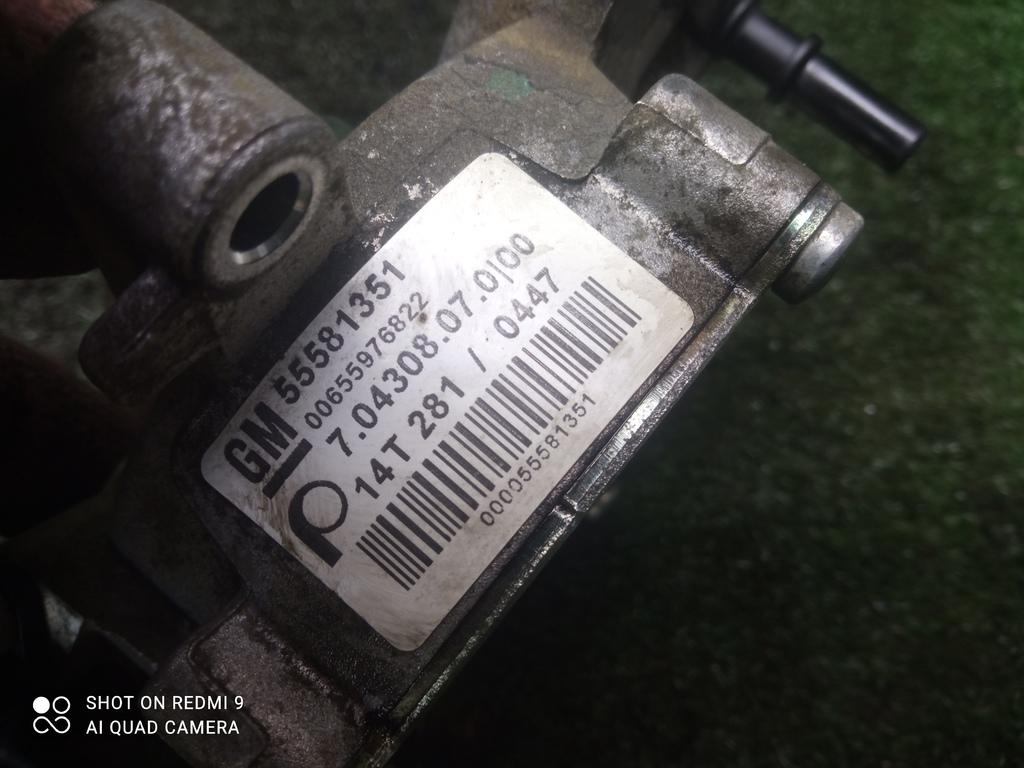 GM 55581351
00655976822
7.04308.07.0|00
14T 281 / 0447
000055581351
SHOT ON REDMI 9
AI QUAD CAMERA